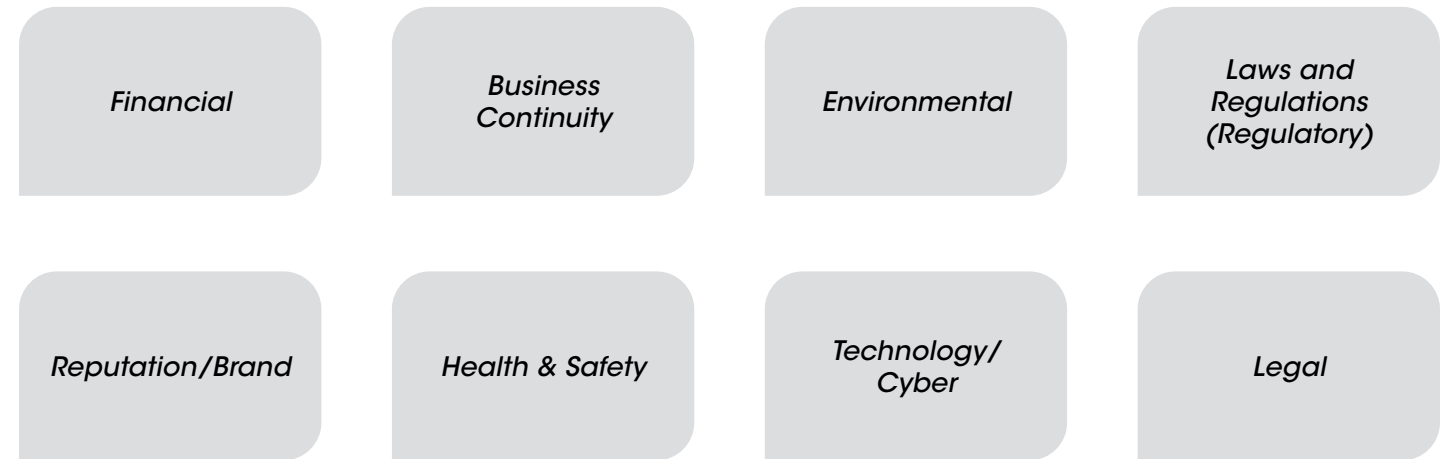 Financial
Business
Continuity
Environmental
Laws and
Regulations
(Regulatory)
Reputation/Brand
Health & Safety
Technology/
Cyber
Legal